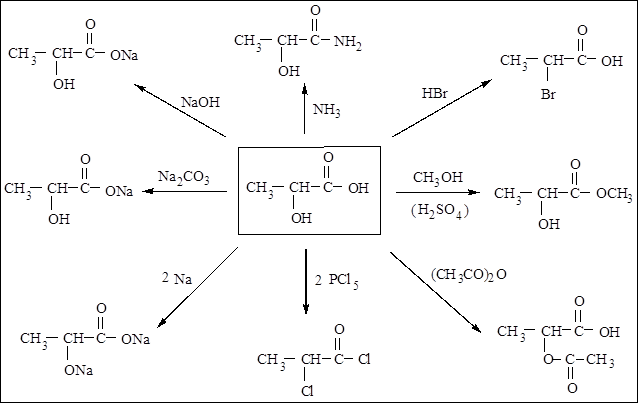 O
CH3 CH C ONa
OH
O
CH3 CH C NH2
OH
O
CH3 CH C OH
Br
NaOH
NH3
HBr
O
CH3 CH C ONa
OH
Na2CO3
O
CH3 CH C OH
OH
CH3OH
(H2SO4)
O
CH3 CH C OCH3
OH
2 Na
2 PCl5
(CH3CO)2O
O
CH3 CH C ONa
ONa
O
CH3 CH C Cl
Cl
O
CH3 CH C OH
O C CH3
O